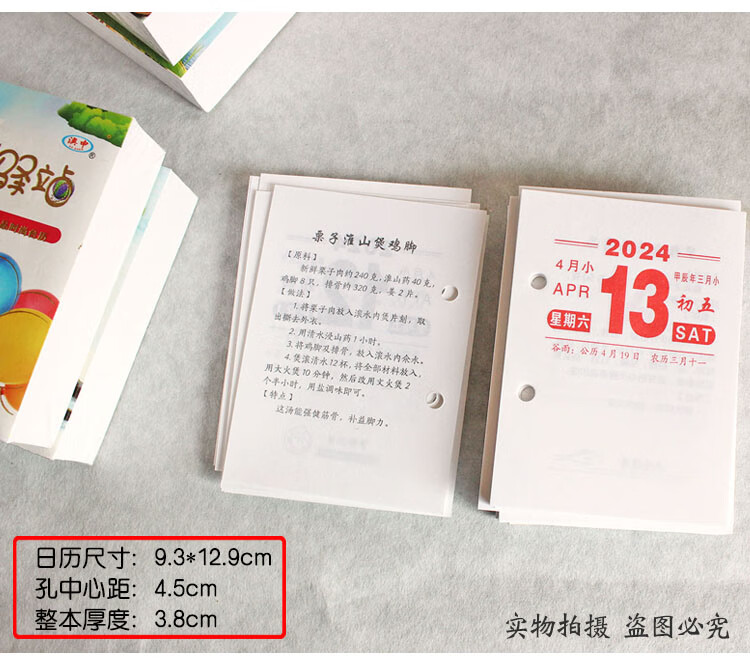 澳中
®
驿站
栗子淮山煲鸡脚
【原料】
新鲜栗子肉约240克，淮山药40克，
鸡脚8只，排骨约320克，姜2片。
【做法】
1.将栗子肉放入滚水内煲片刻，取
出褪去外衣。
2.用清水浸山药1小时。
3.将鸡脚及排骨，放入滚水内汆水。
4.煲滚清水12杯，将全部材料放入，
用大火煲10分钟，然后改用文火煲2
个半小时，用盐调味即可。
【特点】
这汤能强健筋骨，补益脚力。
2024
4月小
APR
星期六
13
甲辰年三月小
初五
SAT
谷雨：公历4月19日 农历三月十一
日历尺寸： 9.3*12.9cm
孔中心距： 4.5cm
整本厚度： 3.8cm
实物拍摄 盗图必究